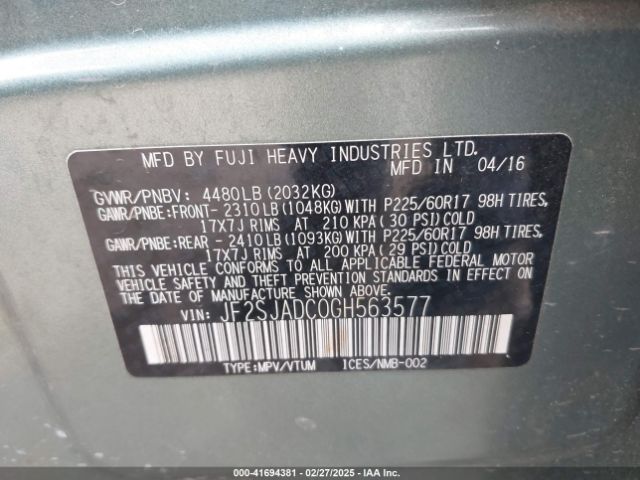 MFD BY FUJI HEAVY INDUSTRIES LTD.
MFD IN 04/16
GVWR/PNBV: 4480LB (2032KG)
GAWR/PNBE:FRONT- 2310LB (1048KG)WITH P225/60R17 98H TIRES,
17X7J RIMS AT 210 KPA (30 PSI)COLD
GAWR/PNBE:REAR - 2410LB (1093KG)WITH P225/60R17 98H TIRES,
17X7J RIMS AT 200 KPA (29 PSI)COLD
THIS VEHICLE CONFORMS TO ALL APPLICABLE FEDERAL MOTOR
VEHICLE SAFETY AND THEFT PREVENTION STANDARDS IN EFFECT ON
THE DATE OF MANUFACTURE SHOWN ABOVE.
VIN: JF2SJADC0GH563577
TYPE:MPV/VTUM ICES/NMB-002
000-41694381 - 02/27/2025 - COPART.COM